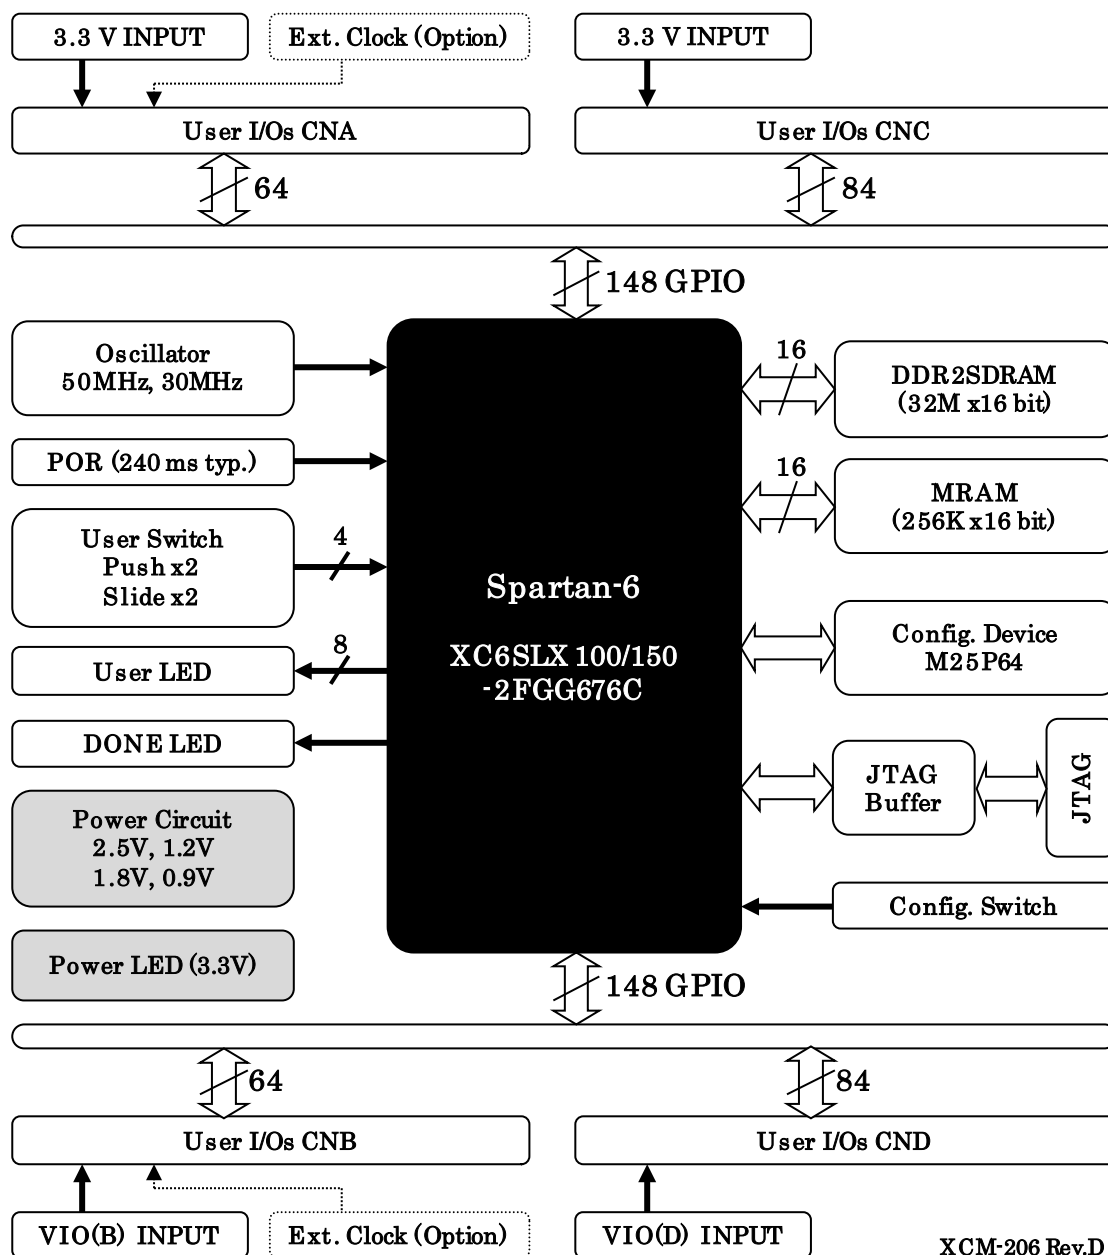 3.3 V INPUT
Ext. Clock (Option)
3.3 V INPUT
User I/Os CNA
User I/Os CNC
64
84
148 GPIO
Oscillator
50MHz, 30MHz
POR (240 ms typ.)
User Switch
Push x2
Slide x2
4
User LED
8
DONE LED
Power Circuit
2.5V, 1.2V
1.8V, 0.9V
Power LED (3.3V)
Spartan-6
XC6SLX 100/150
-2FGG676C
16
DDR2SDRAM
(32M x16 bit)
16
MRAM
(256K x16 bit)
Config. Device
M25P64
JTAG
Buffer
JTAG
Config. Switch
148 GPIO
64
84
User I/Os CNB
User I/Os CND
VIO(B) INPUT
Ext. Clock (Option)
VIO(D) INPUT
XCM-206 Rev.D